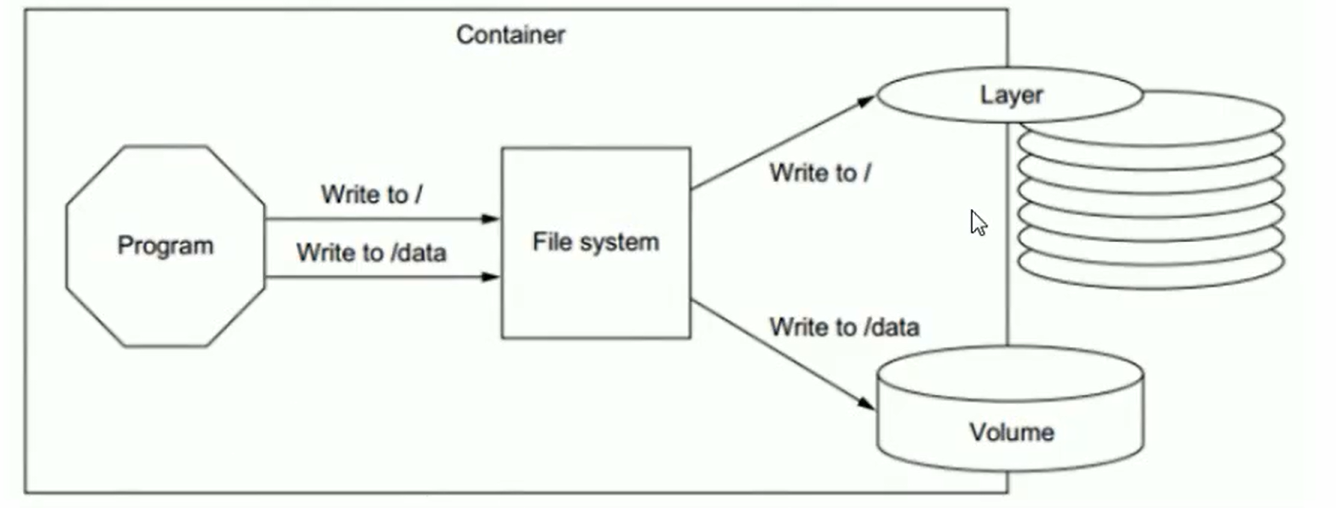 Container
Layer
Write to /
Write to /
Program
File system
Write to /data
Write to /data
Volume